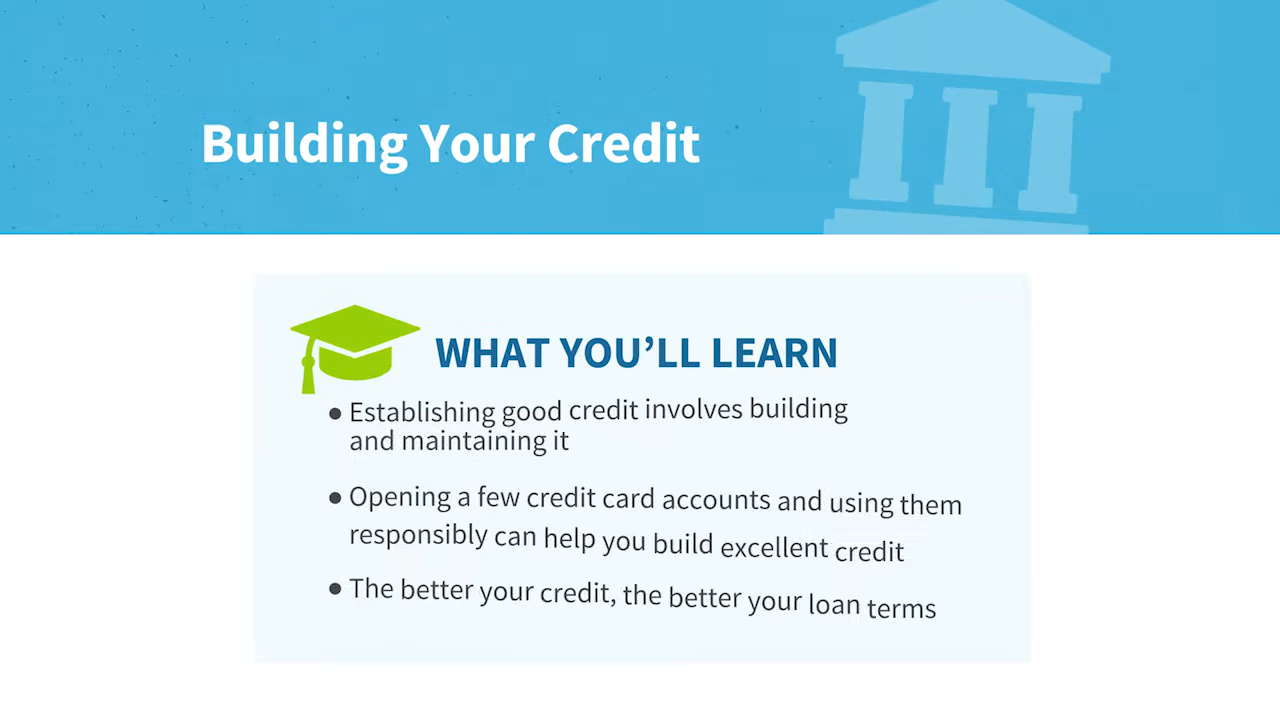 Building Your Credit
WHAT YOU’LL LEARN
● Establishing good credit involves building
and maintaining it
● Opening a few credit card accounts and using them
responsibly can help you build excellent credit
● The better your credit, the better your loan terms